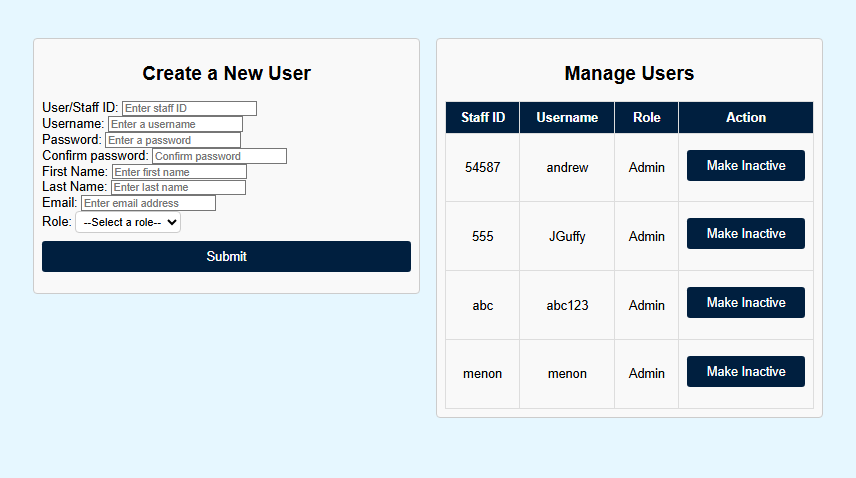 Create a New User
User/Staff ID: Enter staff ID
Username: Enter a username
Password: Enter a password
Confirm password: Confirm password
First Name: Enter first name
Last Name: Enter last name
Email: Enter email address
Role: --Select a role--
Submit
Manage Users
Staff ID Username Role Action
54587 andrew Admin Make Inactive
555 JGuffy Admin Make Inactive
abc abc123 Admin Make Inactive
menon menon Admin Make Inactive